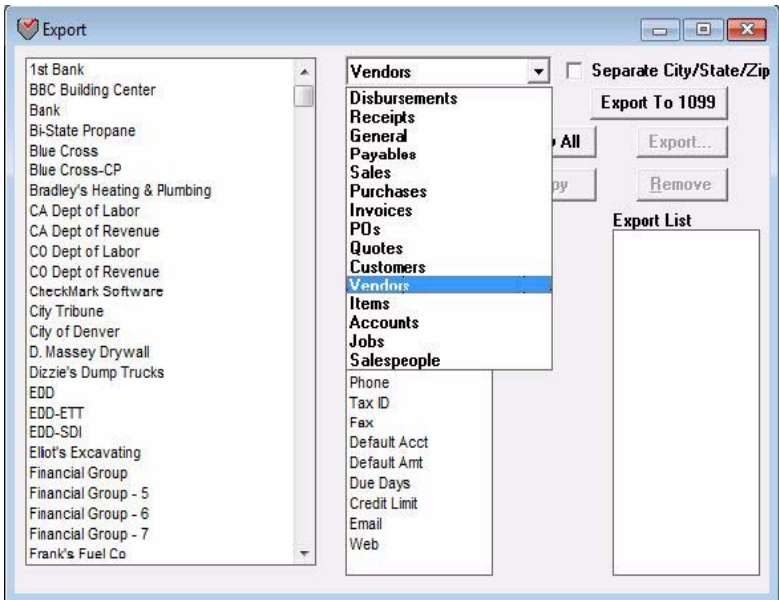 Export
1st Bank
BBC Building Center
Bank
Bi-State Propane
Blue Cross
Blue Cross-CP
Bradley's Heating & Plumbing
CA Dept of Labor
CA Dept of Revenue
CO Dept of Labor
CO Dept of Revenue
CheckMark Software
City Tribune
City of Denver
D. Massey Drywall
Dizzie's Dump Trucks
EDD
EDD-ETT
EDD-SDI
Elliot's Excavating
Financial Group
Financial Group - 5
Financial Group - 6
Financial Group - 7
Frank's Fuel Co
Vendors
Disbursements
Receipts
General
Payables
Sales
Purchases
Invoices
POs
Quotes
Customers
Vendors
Items
Accounts
Jobs
Salespeople
Phone
Tax ID
Fax
Default Acct
Default Amt
Due Days
Credit Limit
Email
Web
Separate City/State/Zip
Export To 1099
All
Export...
py
Remove
Export List